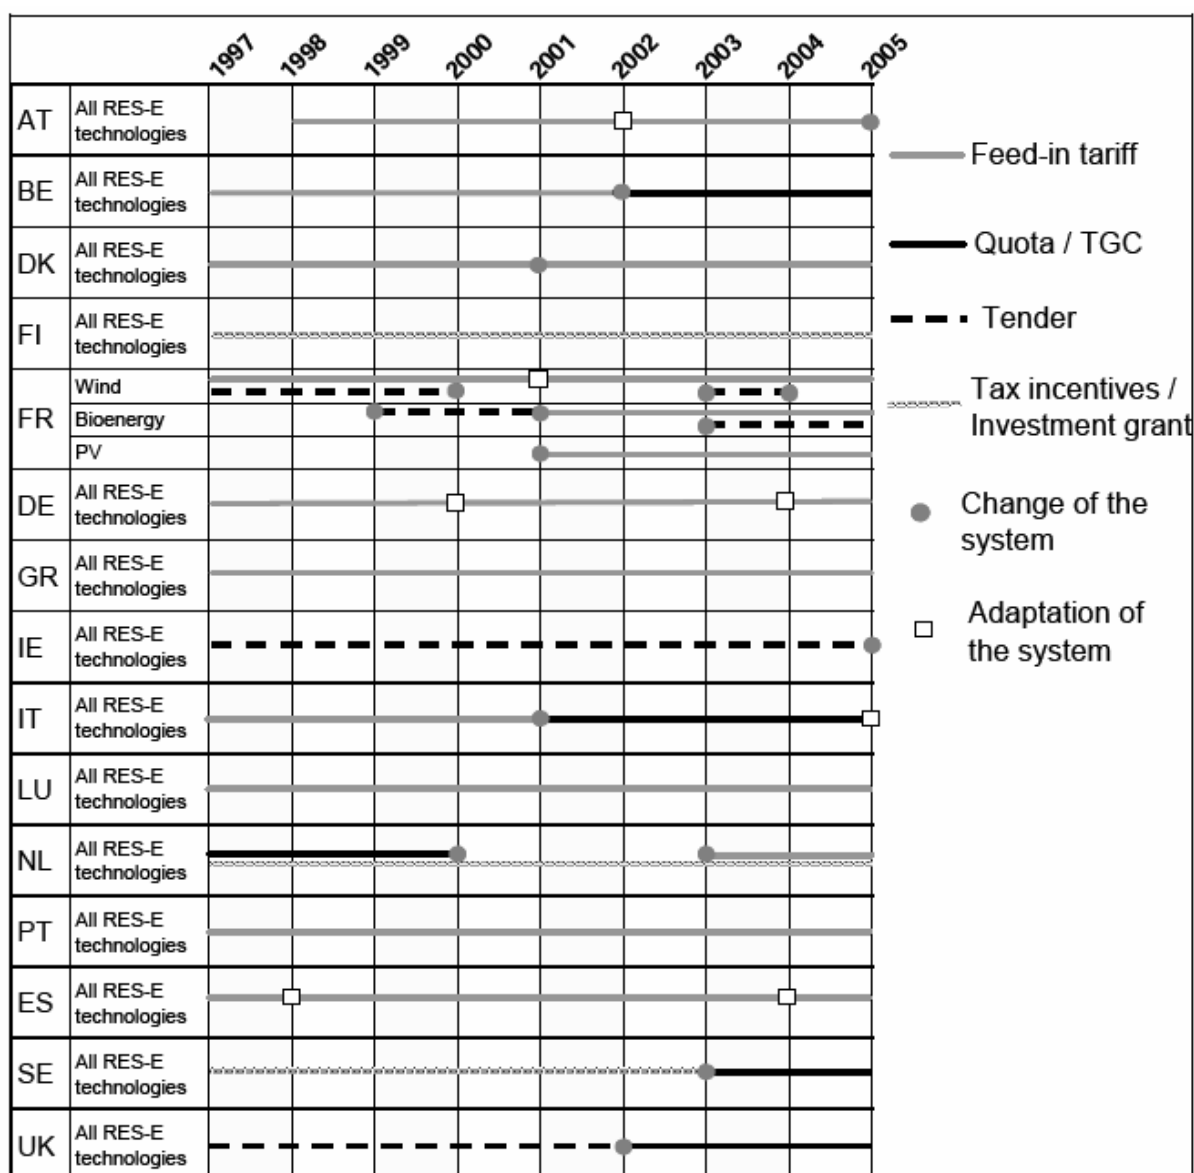 1997 1998 1999 2000 2001 2002 2003 2004 2005
AT
All RES-E
technologies
BE
All RES-E
technologies
DK
All RES-E
technologies
FI
All RES-E
technologies
FR
Wind
Bioenergy
PV
DE
All RES-E
technologies
GR
All RES-E
technologies
IE
All RES-E
technologies
IT
All RES-E
technologies
LU
All RES-E
technologies
NL
All RES-E
technologies
PT
All RES-E
technologies
ES
All RES-E
technologies
SE
All RES-E
technologies
UK
All RES-E
technologies
Feed-in tariff
Quota / TGC
Tender
Tax incentives /
Investment grant
Change of the
system
Adaptation of
the system